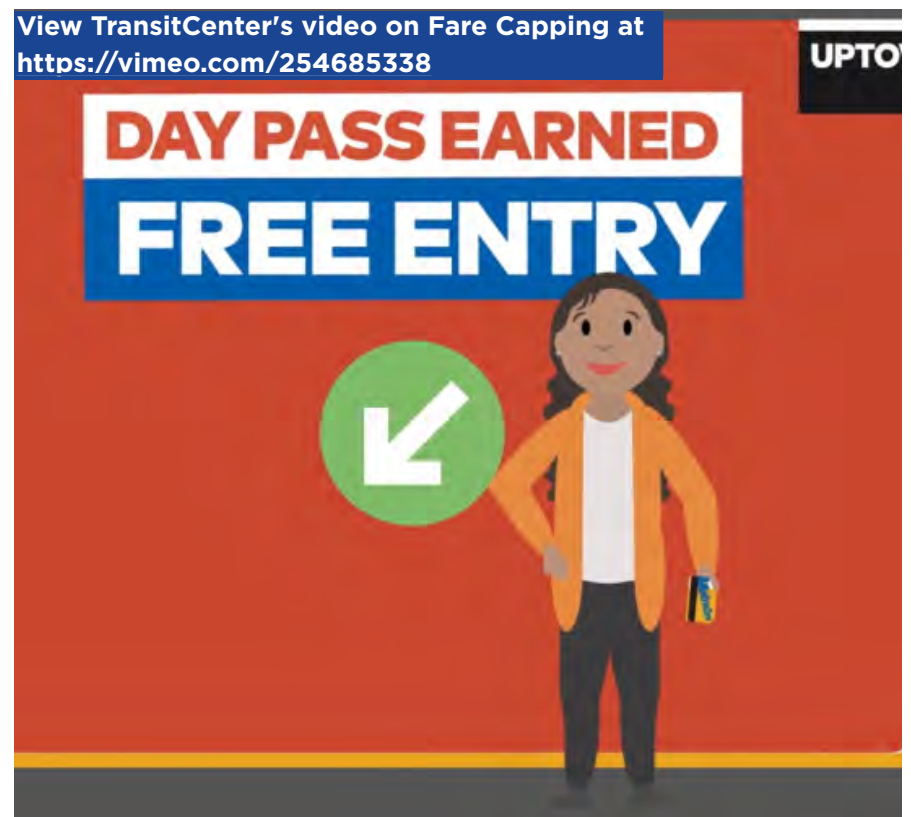 View TransitCenter's video on Fare Capping at
https://vimeo.com/254685338
UPTOW
DAY PASS EARNED
FREE ENTRY